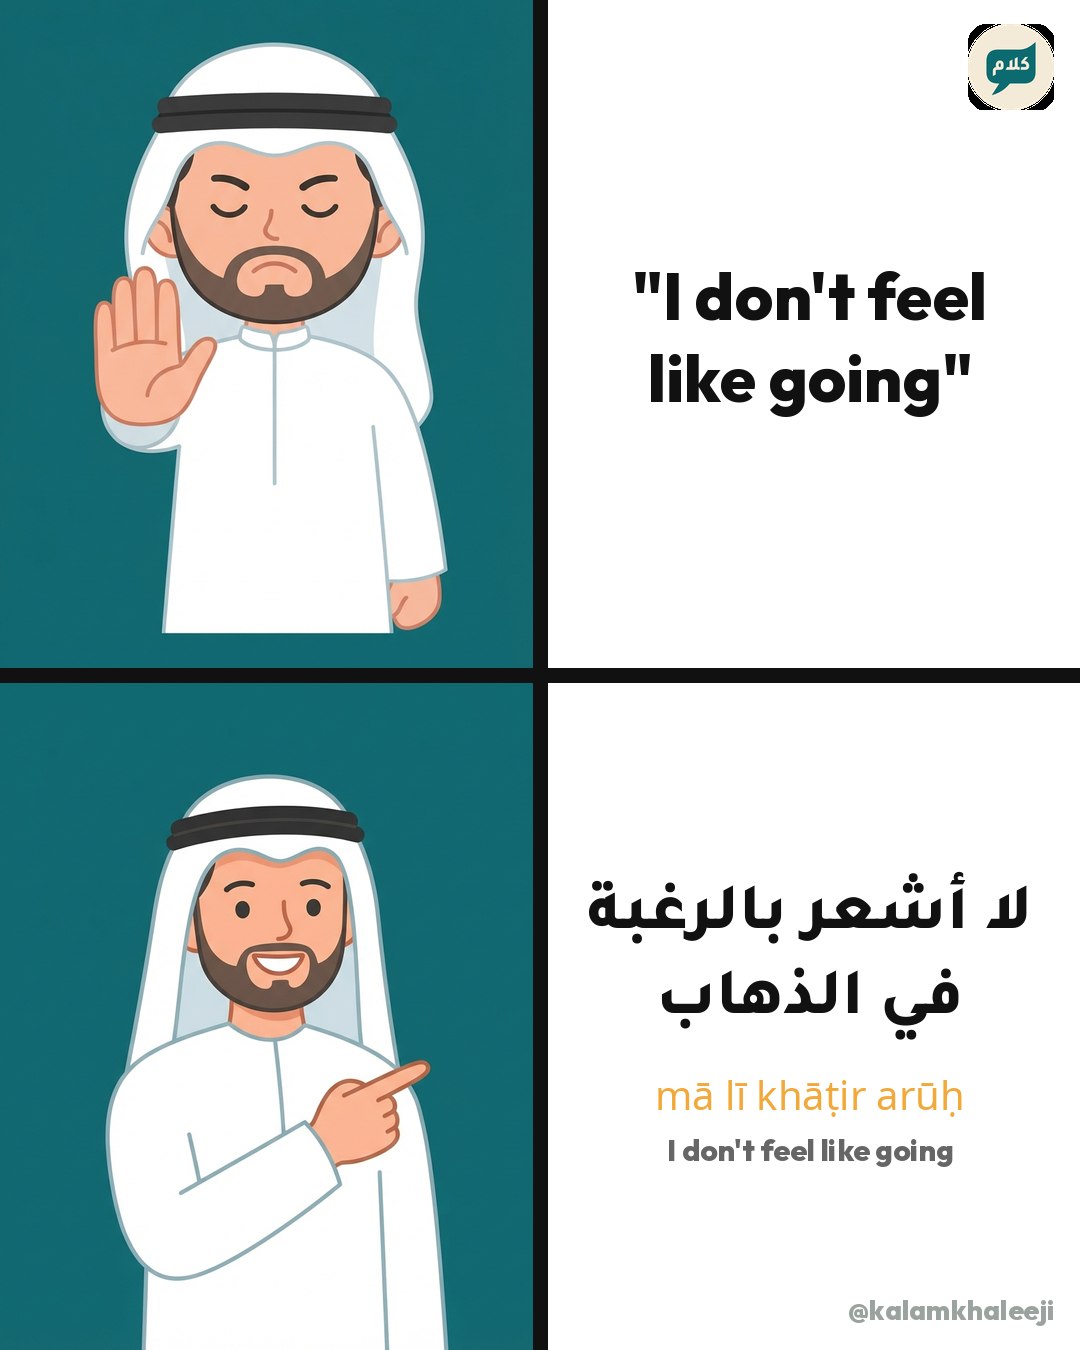 كلام
"I don't feel
like going"
لا أشعر بالرغبة
في الذهاب
mā lī khāṭir arūḥ
I don't feel like going
@kalamkhaleeji